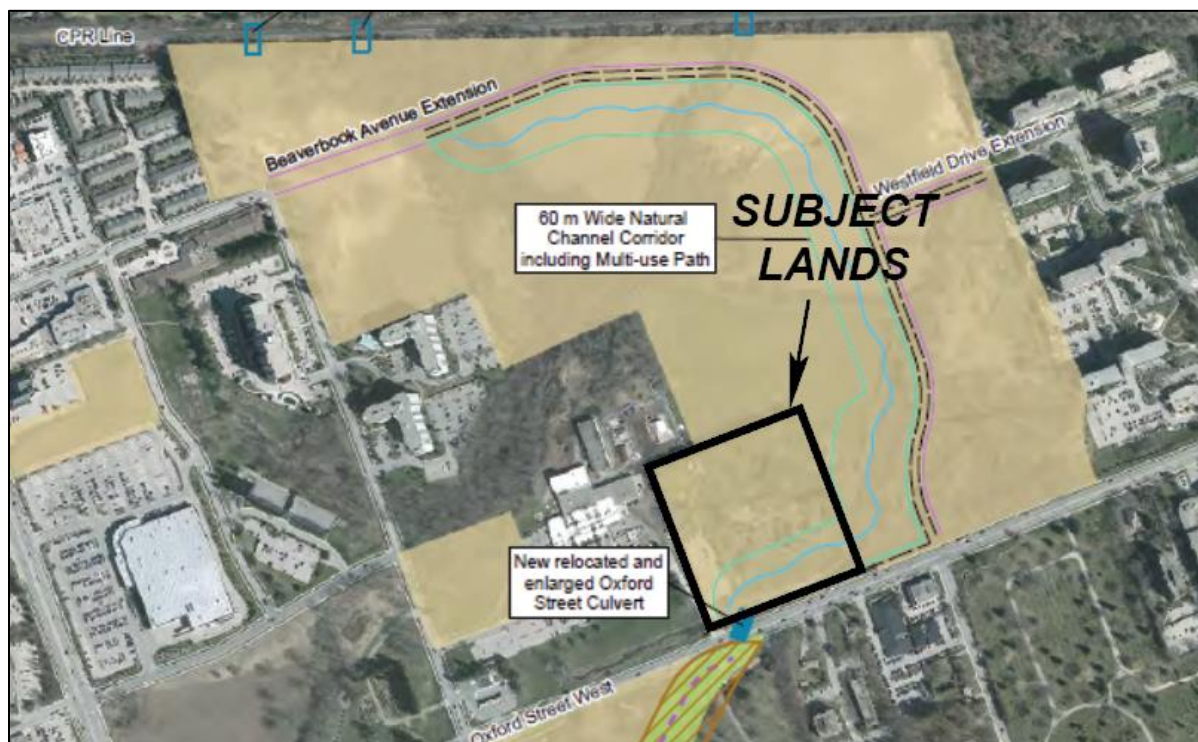 CPR Line
Beaverbook Avenue Extension
Westfield Drive Extension
60 m Wide Natural
Channel Corridor
including Multi-use Path
SUBJECT
LANDS
New relocated and
enlarged Oxford
Street Culvert
Oxford Street West